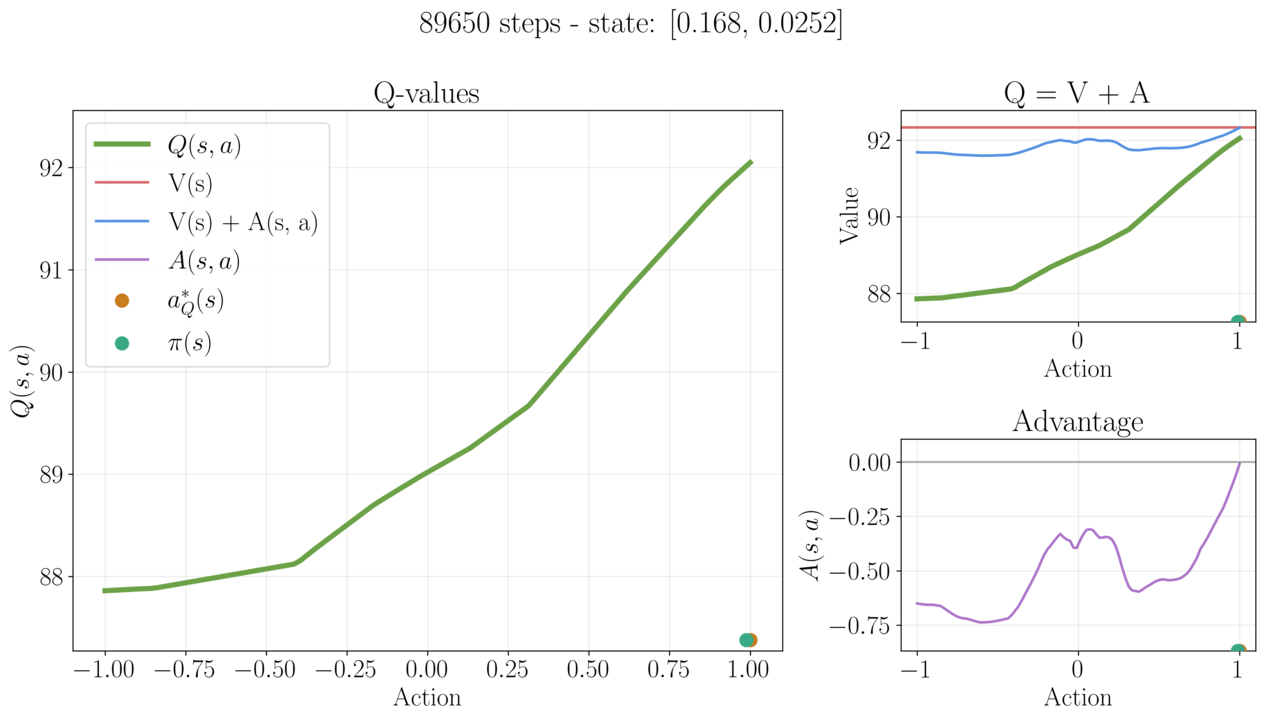 89650 steps - state: [0.168, 0.0252]
Q-values
Q(s, a)
V(s)
V(s) + A(s, a)
A(s, a)
a*_Q(s)
π(s)
Q(s, a)
92
91
90
89
88
−1.00 −0.75 −0.50 −0.25 0.00 0.25 0.50 0.75 1.00
Action
Q = V + A
Value
92
90
88
−1 0 1
Action
Advantage
A(s, a)
0.00
−0.25
−0.50
−0.75
−1 0 1
Action